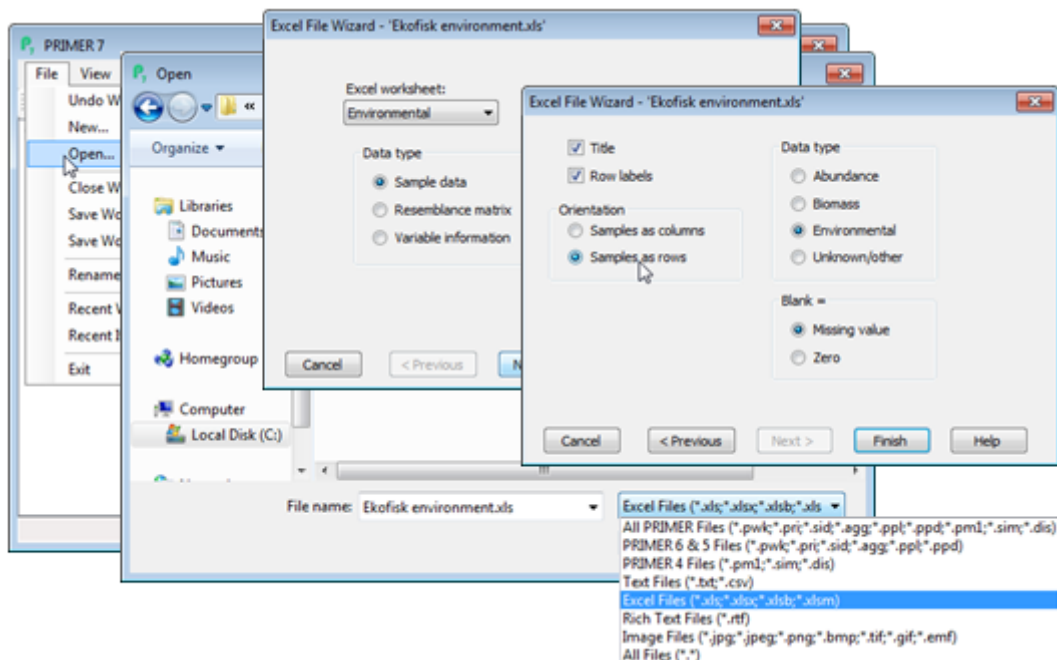 PRIMER 7
File View
Undo W
New...
Open...
Close W
Save Wo
Save Wo
Rename
Recent W
Recent I
Exit
Open
«
Organize
Libraries
Documents
Music
Pictures
Videos
Homegroup
Computer
Local Disk (C:)
File name: Ekofisk environment.xls
Excel Files (*.xls;*.xlsx;*.xlsb;*.xls
All PRIMER Files (*.pwk;*.pri;*.sid;*.agg;*.ppl;*.ppd;*.pm1;*.sim;*.dis)
PRIMER 6 & 5 Files (*.pwk;*.pri;*.sid;*.agg;*.ppl;*.ppd)
PRIMER 4 Files (*.pm1;*.sim;*.dis)
Text Files (*.txt;*.csv)
Excel Files (*.xls;*.xlsx;*.xlsb;*.xlsm)
Rich Text Files (*.rtf)
Image Files (*.jpg;*.jpeg;*.png;*.bmp;*.tif;*.gif;*.emf)
All Files (*.*)
Excel File Wizard - 'Ekofisk environment.xls'
Excel worksheet:
Environmental
Data type
Sample data
Resemblance matrix
Variable information
Cancel < Previous N
Excel File Wizard - 'Ekofisk environment.xls'
Title
Row labels
Orientation
Samples as columns
Samples as rows
Data type
Abundance
Biomass
Environmental
Unknown/other
Blank =
Missing value
Zero
Cancel < Previous Next > Finish Help